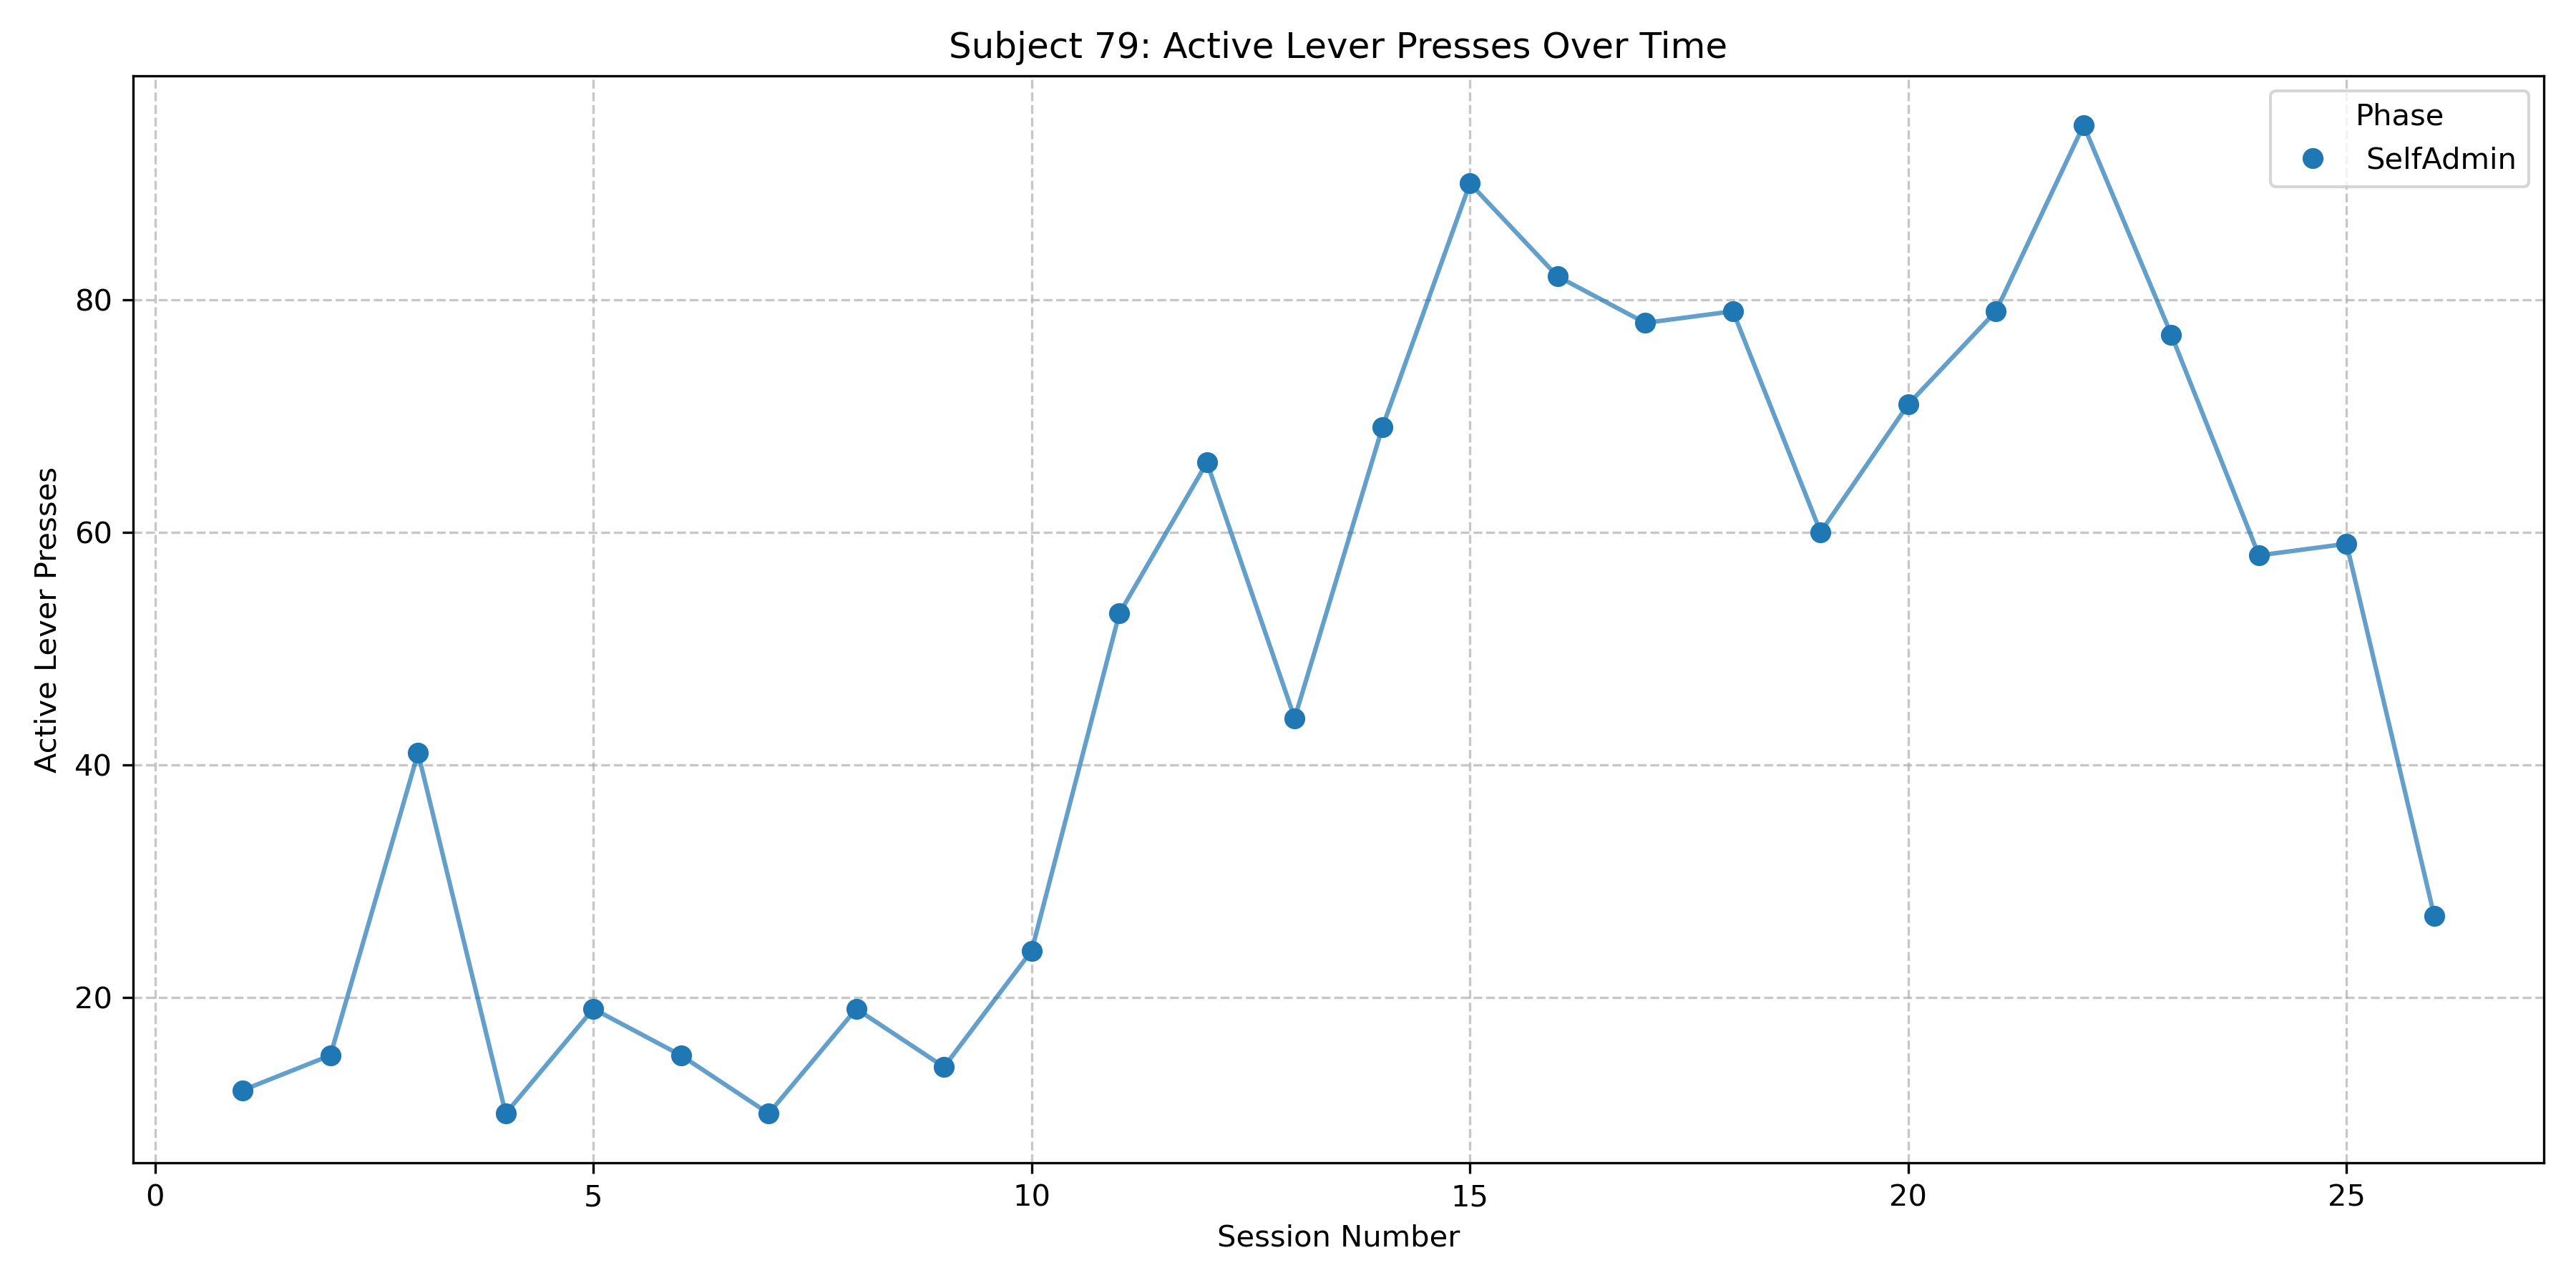 Subject 79: Active Lever Presses Over Time
Phase
SelfAdmin
Active Lever Presses
80
60
40
20
0 5 10 15 20 25
Session Number